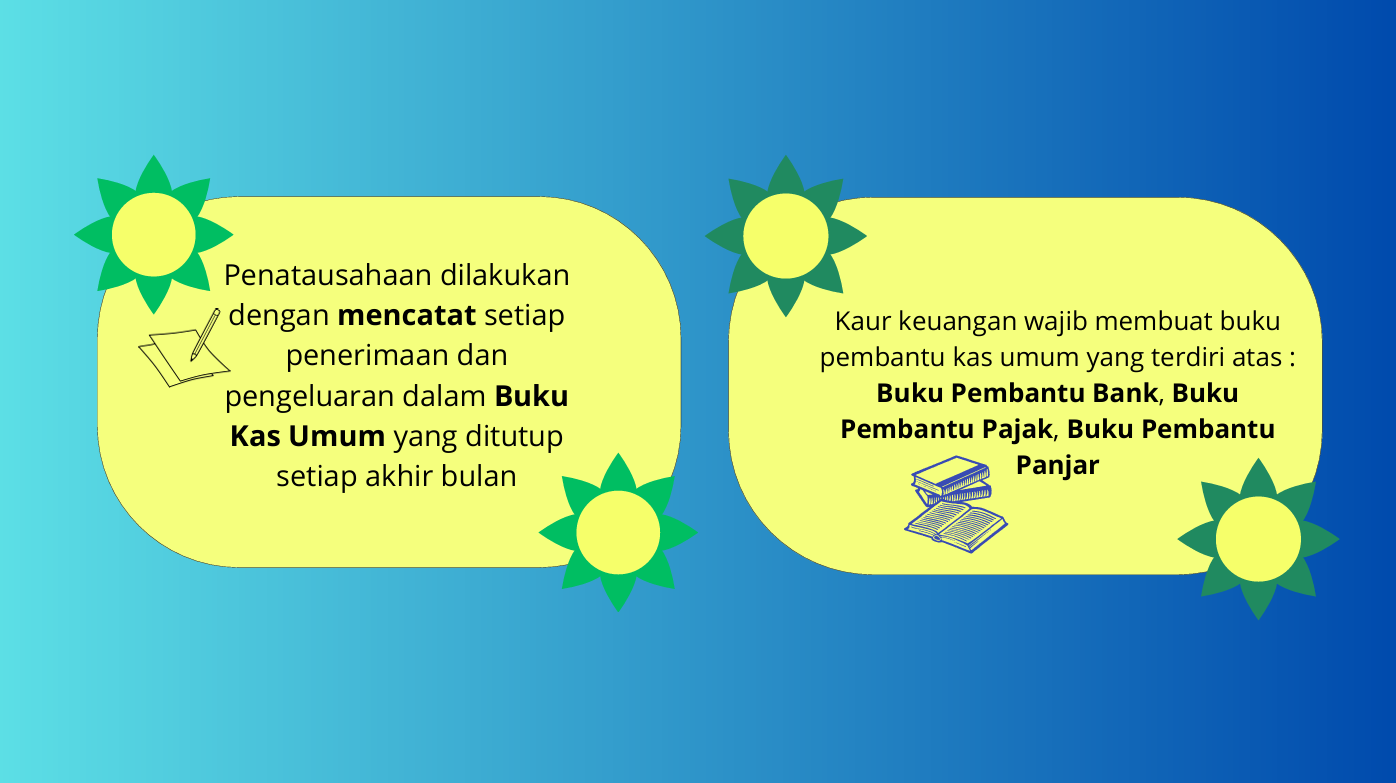 Penatausahaan dilakukan
dengan mencatat setiap
penerimaan dan
pengeluaran dalam Buku
Kas Umum yang ditutup
setiap akhir bulan
Kaur keuangan wajib membuat buku
pembantu kas umum yang terdiri atas :
Buku Pembantu Bank, Buku
Pembantu Pajak, Buku Pembantu
Panjar